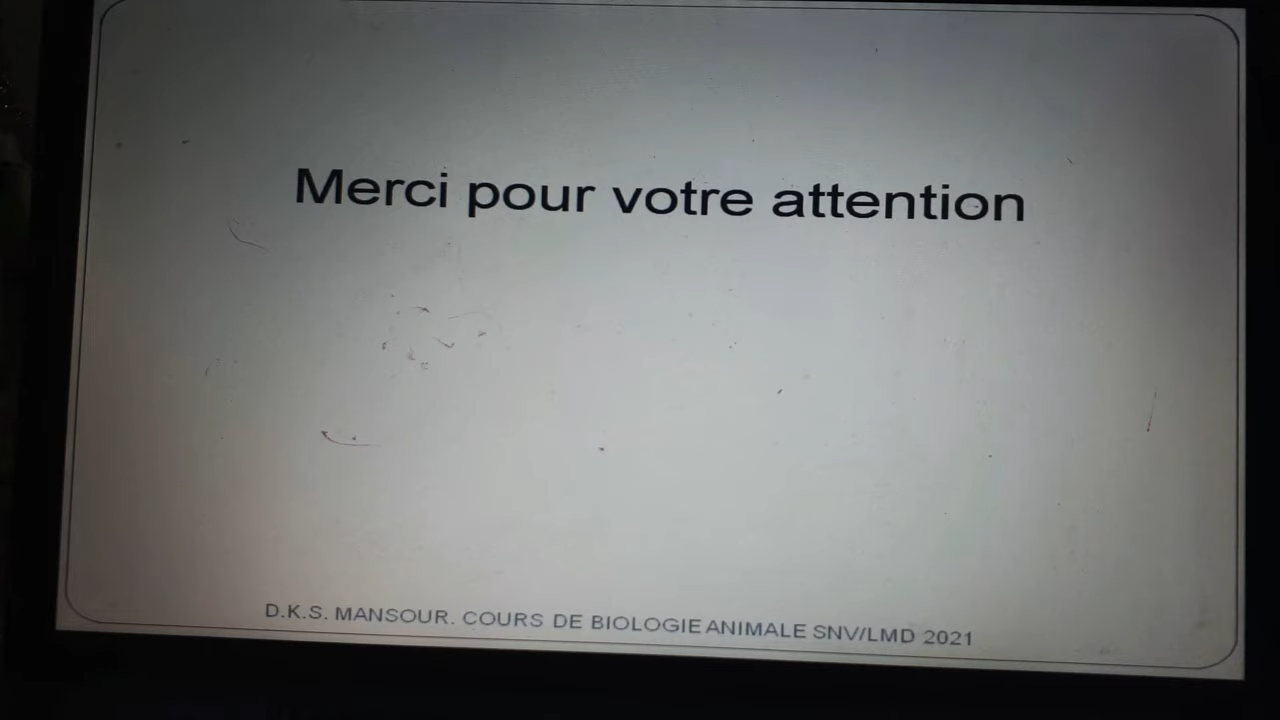 Merci pour votre attention
D.K.S. MANSOUR. COURS DE BIOLOGIE ANIMALE SNV/LMD 2021